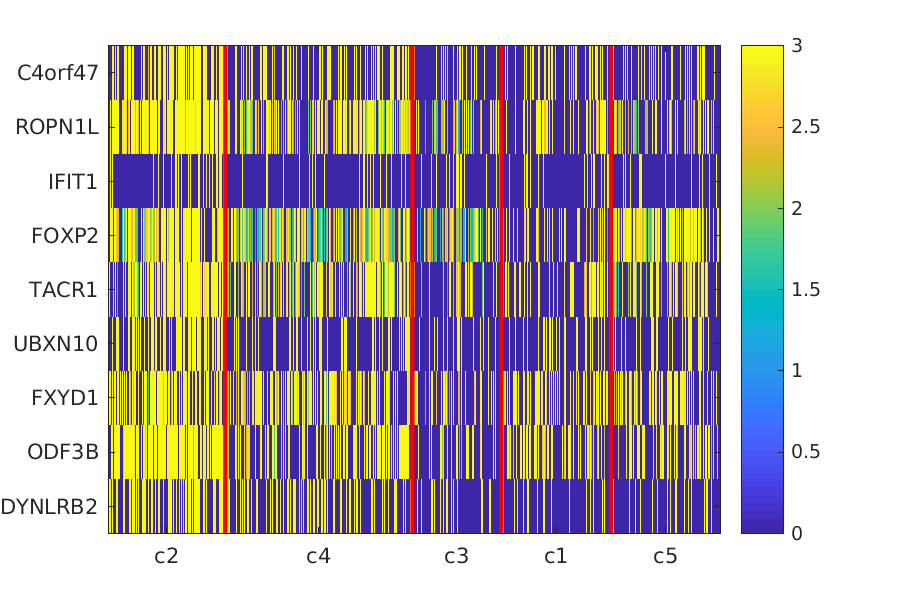 C4orf47
ROPN1L
IFIT1
FOXP2
TACR1
UBXN10
FXYD1
ODF3B
DYNLRB2
c2 c4 c3 c1 c5
3
2.5
2
1.5
1
0.5
0